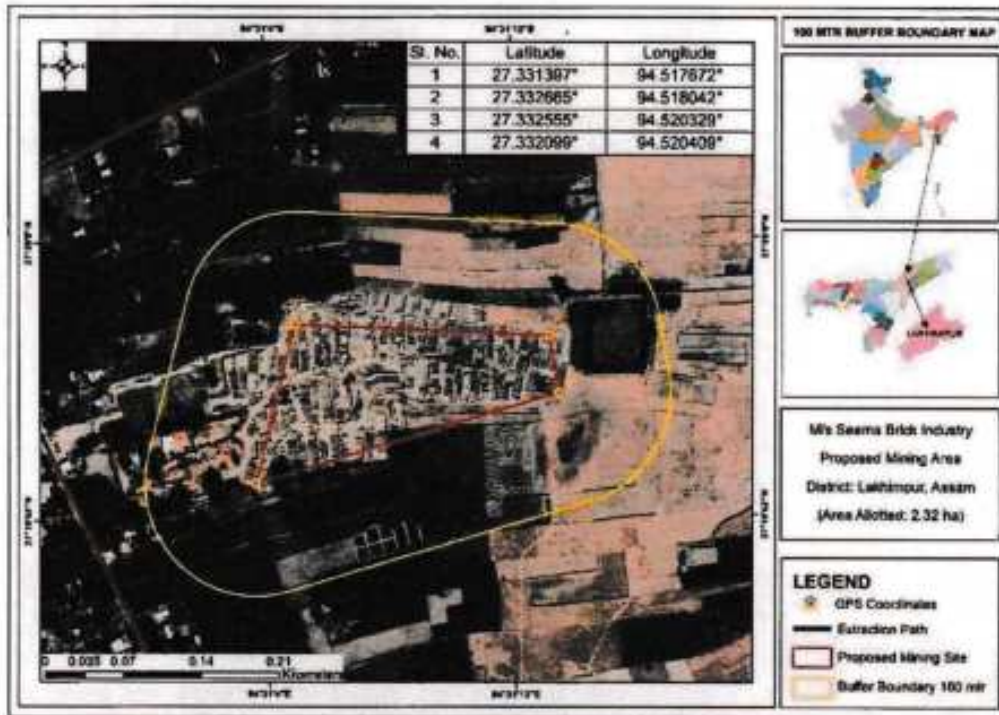 100 MTR BUFFER BOUNDARY MAP
Sl. No. Latitude Longitude
1 27.331397° 94.517672°
2 27.332665° 94.518042°
3 27.332555° 94.520329°
4 27.332099° 94.520409°
LAKHIMPUR
M/s Seema Brick Industry
Proposed Mining Area
District: Lakhimpur, Assam
(Area Allotted: 2.32 ha)
LEGEND
GPS Coordinates
Extraction Path
Proposed Mining Site
Buffer Boundary 100 mtr
0 0.035 0.07 0.14 0.21
Kilometers